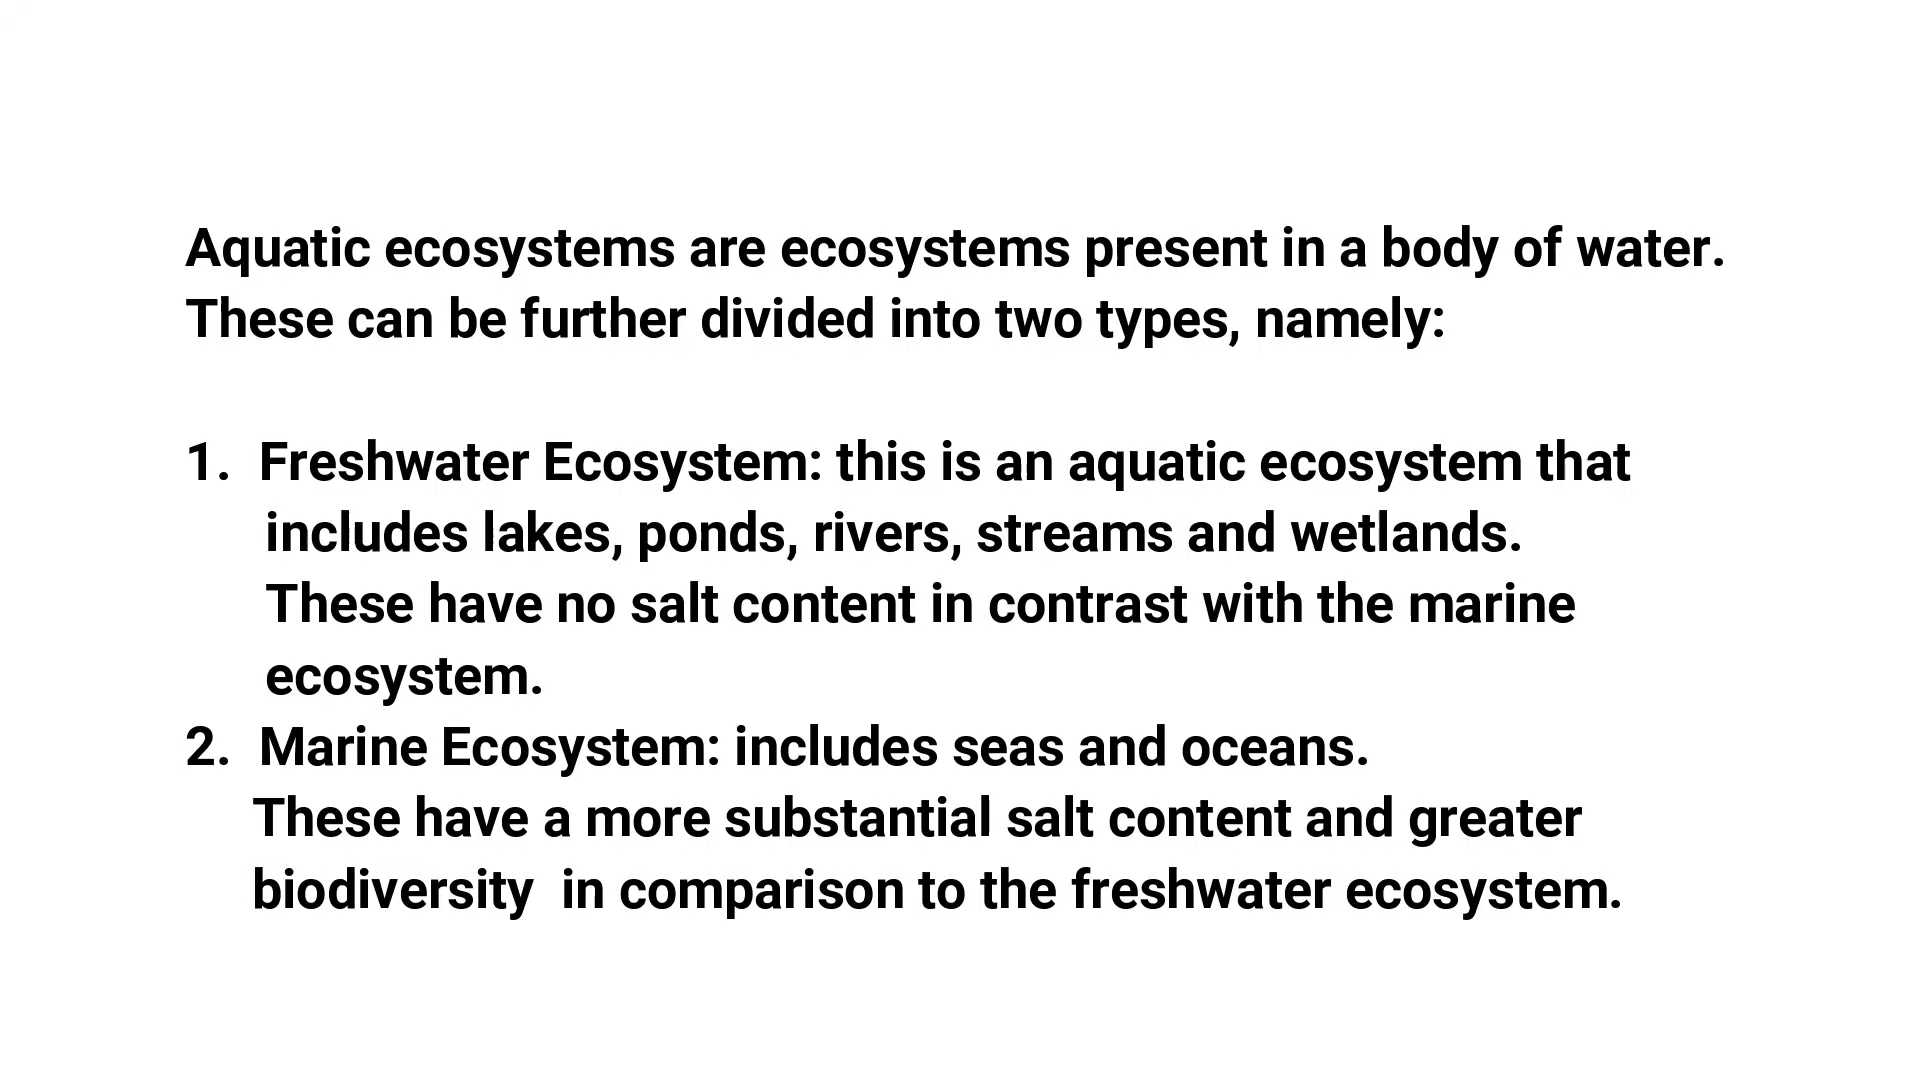 Aquatic ecosystems are ecosystems present in a body of water.
These can be further divided into two types, namely:
1. Freshwater Ecosystem: this is an aquatic ecosystem that
includes lakes, ponds, rivers, streams and wetlands.
These have no salt content in contrast with the marine
ecosystem.
2. Marine Ecosystem: includes seas and oceans.
These have a more substantial salt content and greater
biodiversity  in comparison to the freshwater ecosystem.